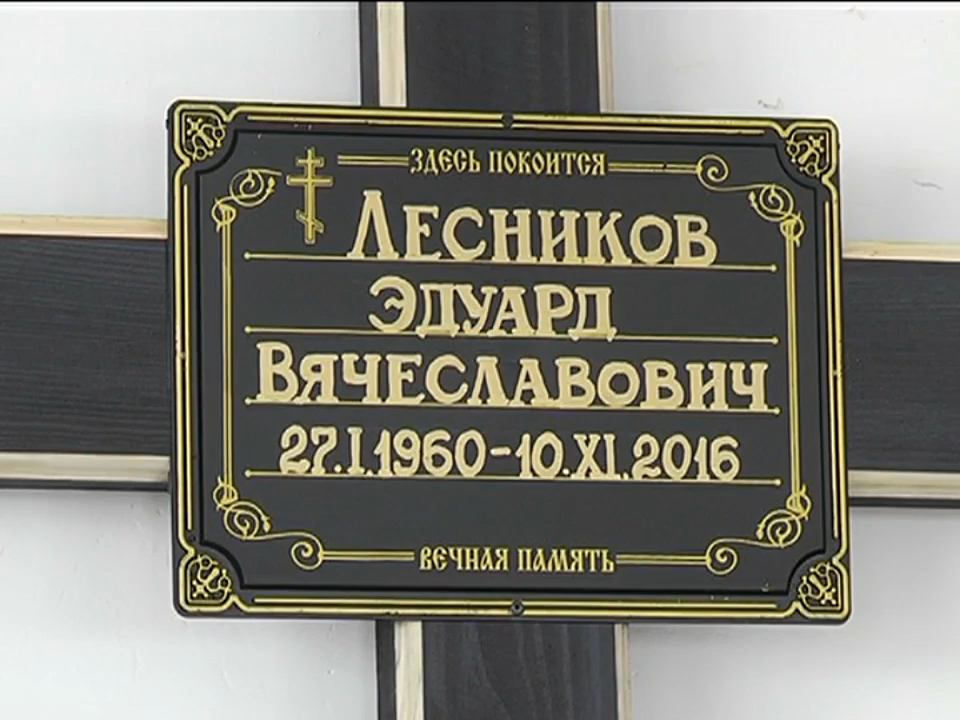 ЗДЕСЬ ПОКОИТСЯ
ЛЕСНИКОВ
ЭДУАРД
ВЯЧЕСЛАВОВИЧ
27.I.1960-10.XI.2016
ВЕЧНАЯ ПАМЯТЬ